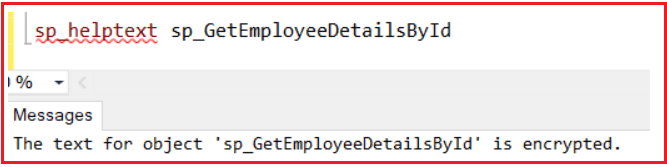 sp_helptext sp_GetEmployeeDetailsById
%
Messages
The text for object 'sp_GetEmployeeDetailsById' is encrypted.